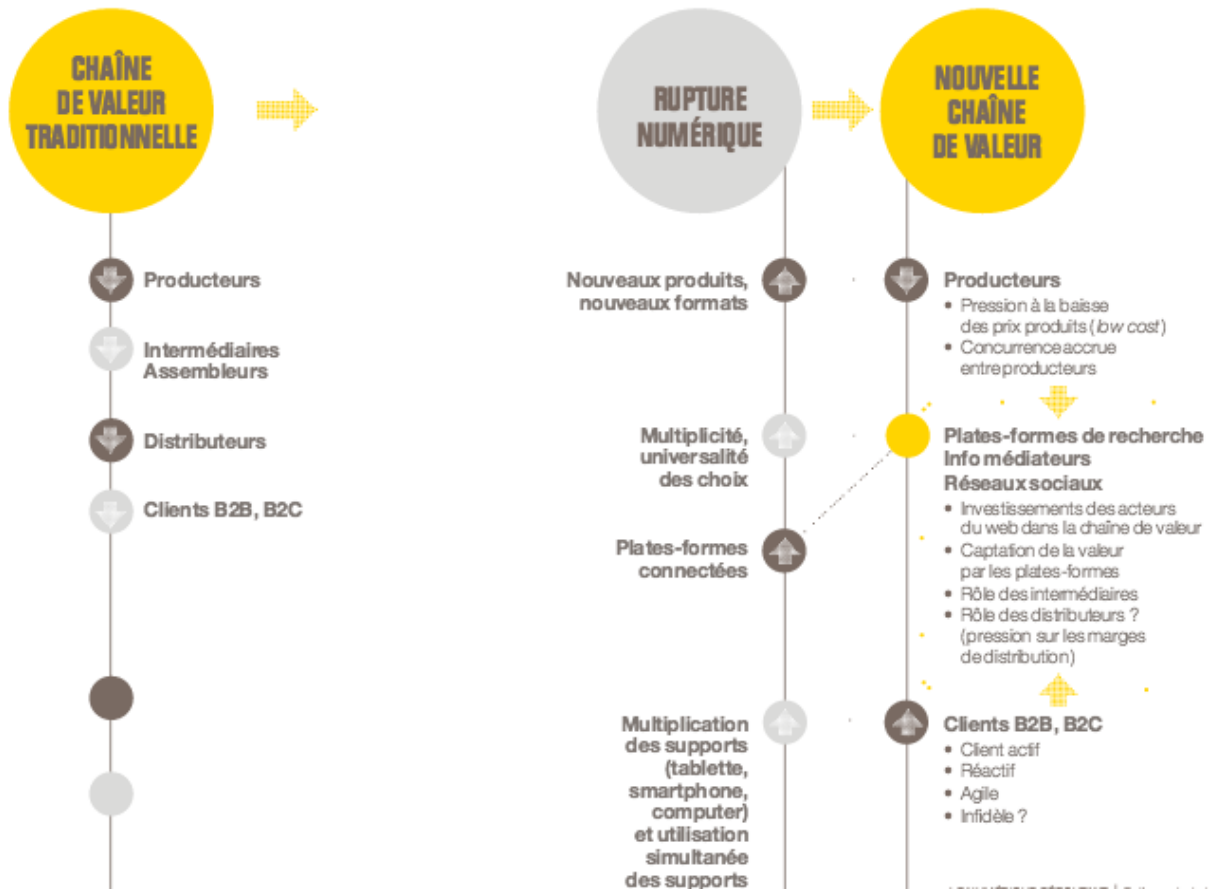 CHAÎNE
DE VALEUR
TRADITIONNELLE
Producteurs
Intermédiaires
Assembleurs
Distributeurs
Clients B2B, B2C
RUPTURE
NUMÉRIQUE
Nouveaux produits,
nouveaux formats
Multiplicité,
universalité
des choix
Plates-formes
connectées
Multiplication
des supports
(tablette,
smartphone,
computer)
et utilisation
simultanée
des supports
NOUVELLE
CHAÎNE
DE VALEUR
Producteurs
• Pression à la baisse
des prix produits (low cost)
• Concurrence accrue
entre producteurs
Plates-formes de recherche
Info médiateurs
Réseaux sociaux
• Investissements des acteurs
du web dans la chaîne de valeur
• Captation de la valeur
par les plates-formes
• Rôle des intermédiaires
• Rôle des distributeurs ?
(pression sur les marges
de distribution)
Clients B2B, B2C
• Client actif
• Réactif
• Agile
• Infidèle ?